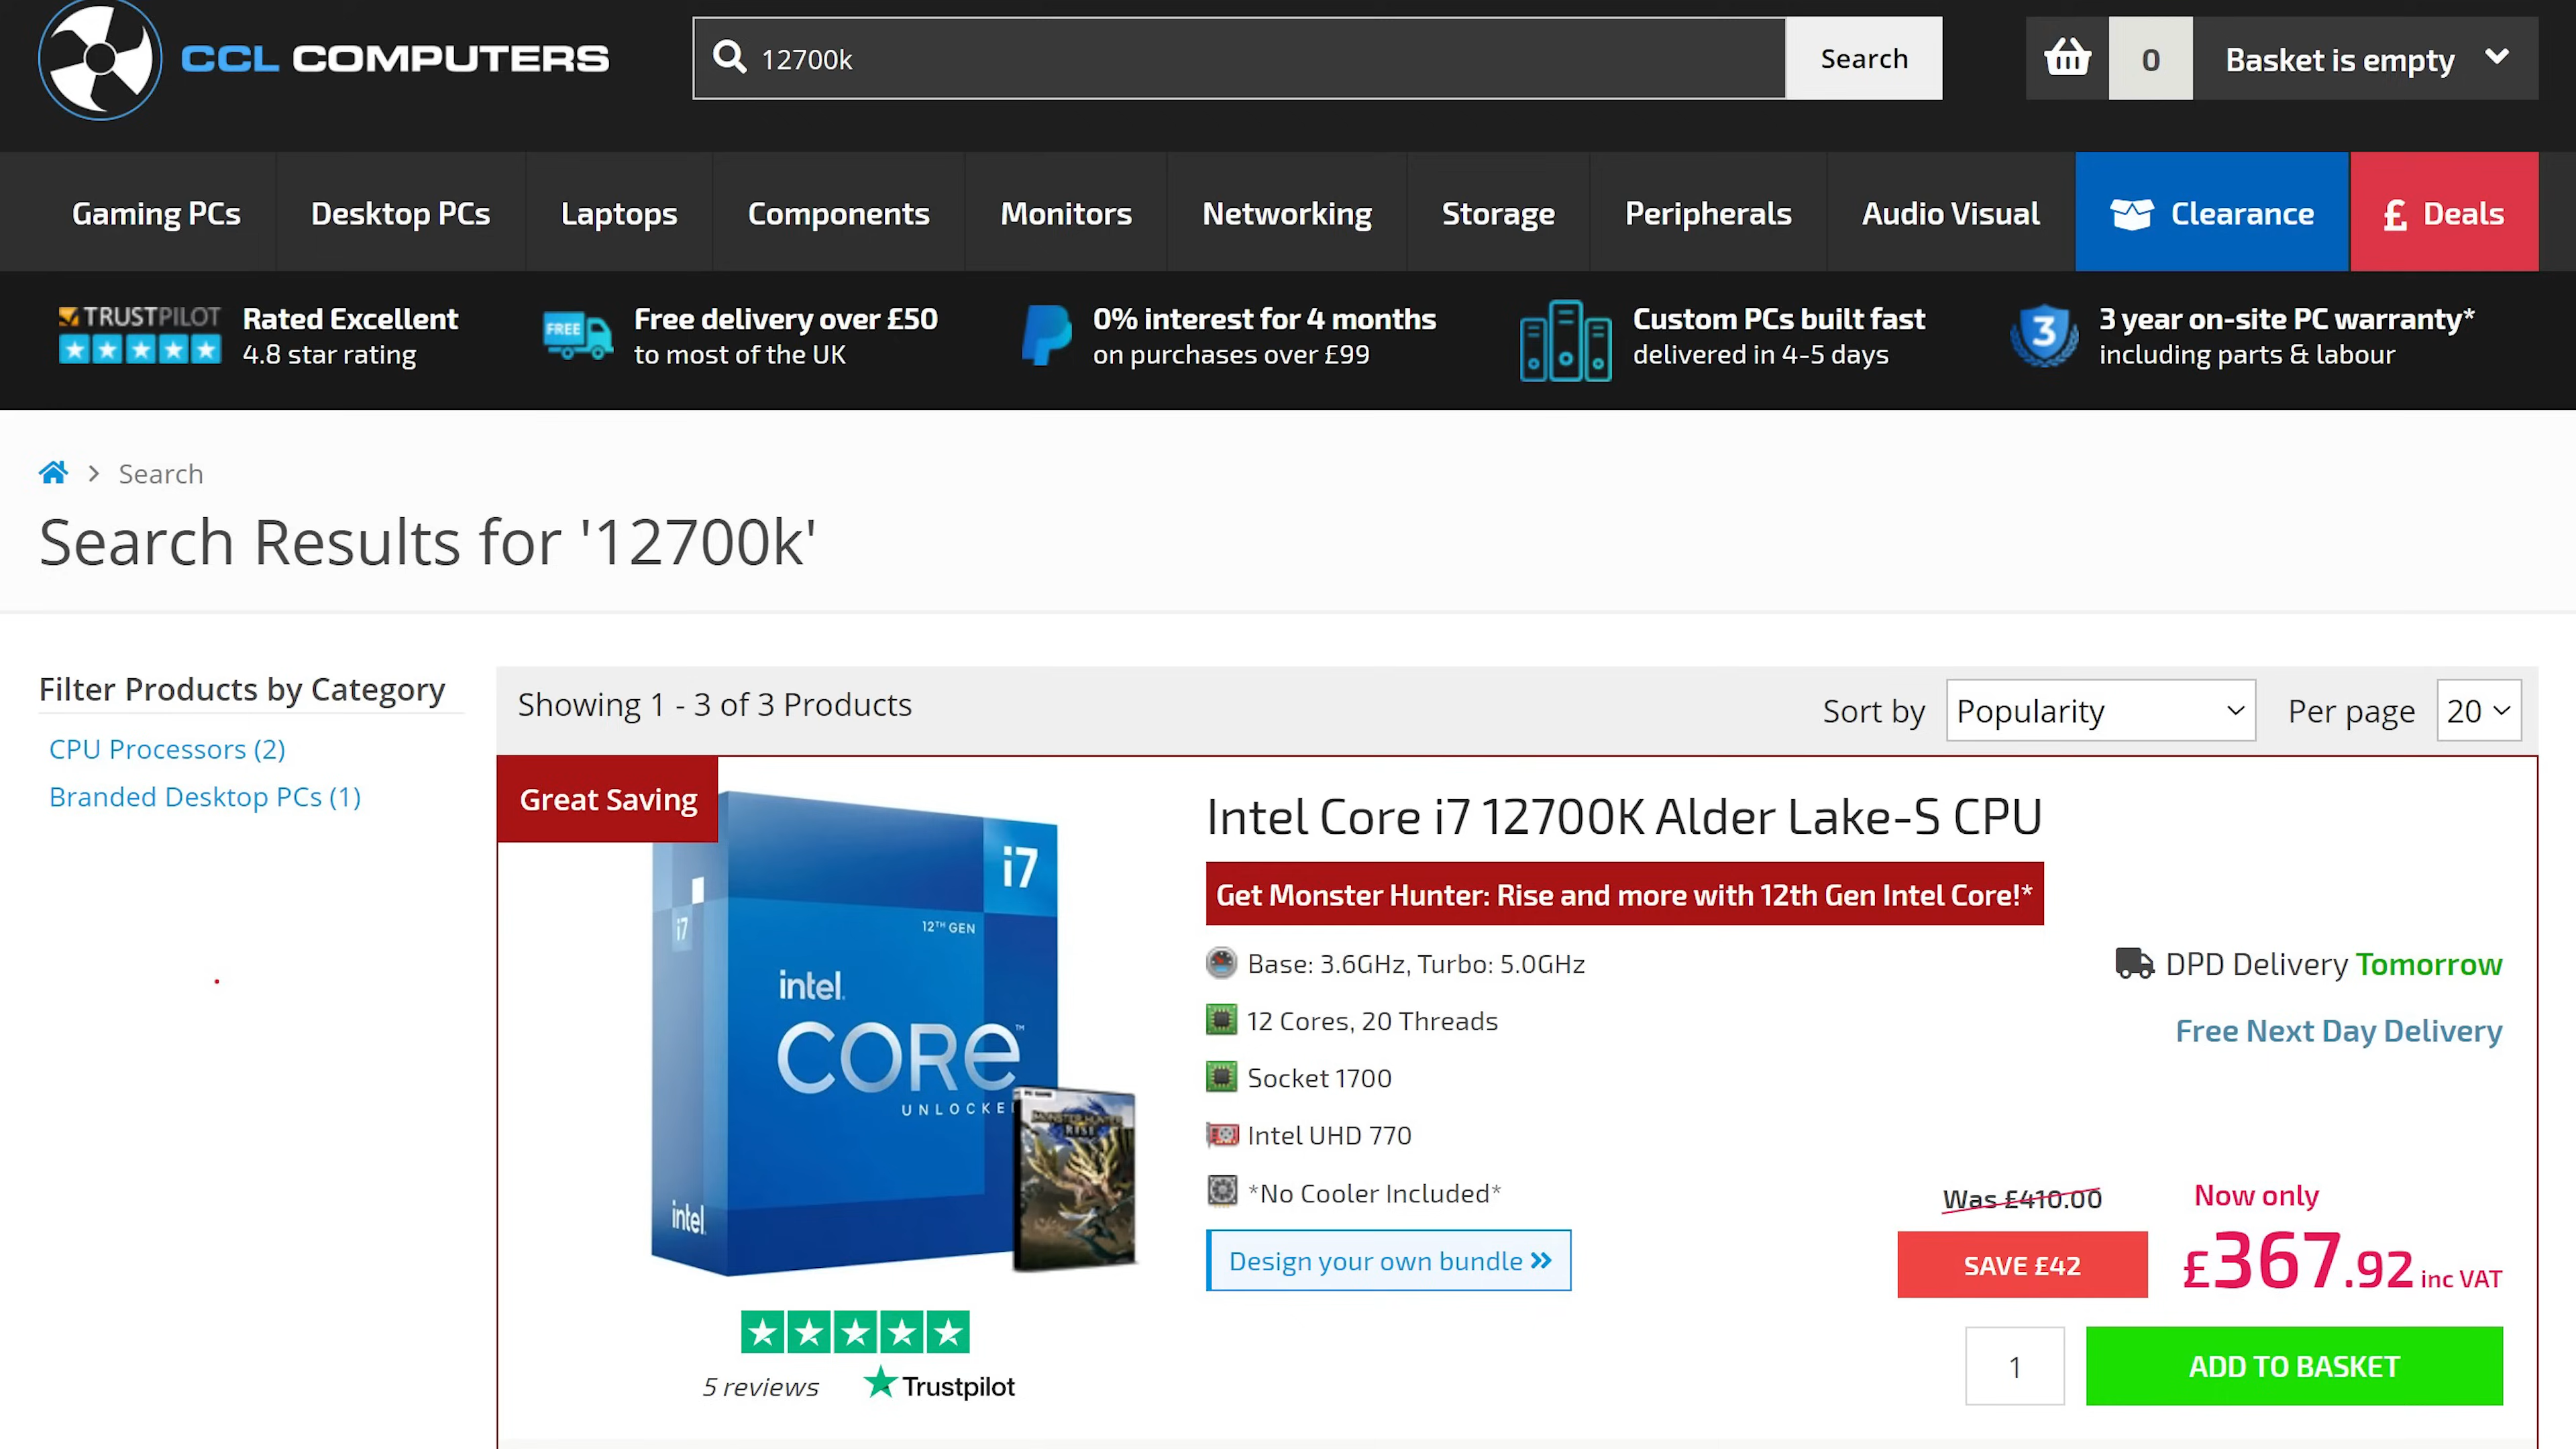 CCL COMPUTERS
12700k
Search
0
Basket is empty
Gaming PCs
Desktop PCs
Laptops
Components
Monitors
Networking
Storage
Peripherals
Audio Visual
Clearance
£ Deals
TRUSTPILOT
Rated Excellent
4.8 star rating
FREE
Free delivery over £50
to most of the UK
0% interest for 4 months
on purchases over £99
Custom PCs built fast
delivered in 4-5 days
3
3 year on-site PC warranty*
including parts & labour
Search
Search Results for '12700k'
Filter Products by Category
CPU Processors (2)
Branded Desktop PCs (1)
Showing 1 - 3 of 3 Products
Sort by
Popularity
Per page
20
Great Saving
i7
i7
12TH GEN
intel.
CORE™
UNLOCKE
intel.
MONSTER HUNTER
RISE
5 reviews
Trustpilot
Intel Core i7 12700K Alder Lake-S CPU
Get Monster Hunter: Rise and more with 12th Gen Intel Core!*
Base: 3.6GHz, Turbo: 5.0GHz
12 Cores, 20 Threads
Socket 1700
Intel UHD 770
*No Cooler Included*
Design your own bundle
DPD Delivery Tomorrow
Free Next Day Delivery
Was £410.00
SAVE £42
Now only
£367.92 inc VAT
1
ADD TO BASKET